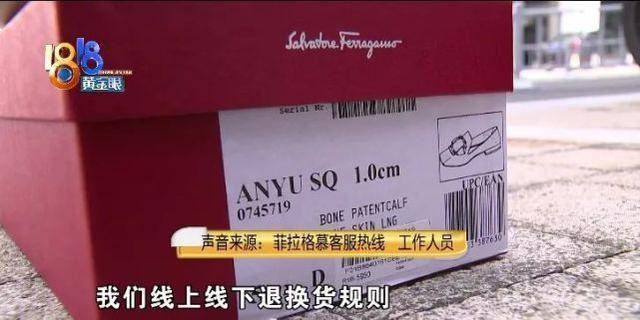 Salvatore Ferragamo
1818
黄金眼
Serial Nr.
ANYU SQ 1.0cm
0745719
BONE PATENTCALF
SKIN LNG
UPC/EAN
声音来源：菲拉格慕客服热线 工作人员
D
我们线上线下退换货规则